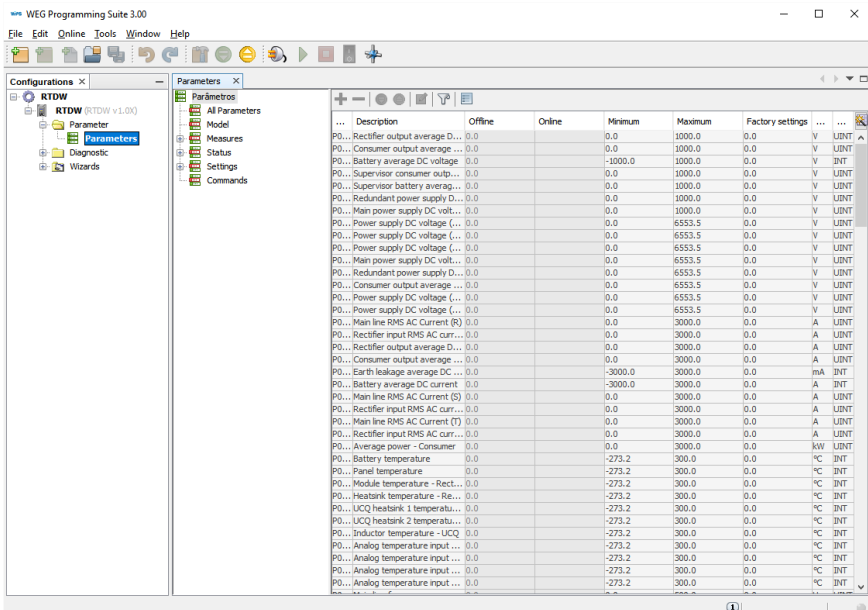 WEG Programming Suite 3.00
File Edit Online Tools Window Help
Configurations
RTDW
RTDW (RTDW v1.0X)
Parameter
Parameters
Diagnostic
Wizards
Parameters
Parâmetros
All Parameters
Model
Measures
Status
Settings
Commands
... Description Offline Online Minimum Maximum Factory settings ... ...
P0... Rectifier output average D... 0.0 0.0 1000.0 0.0 V UINT
P0... Consumer output average ... 0.0 0.0 1000.0 0.0 V UINT
P0... Battery average DC voltage 0.0 -1000.0 1000.0 0.0 V INT
P0... Supervisor consumer outp... 0.0 0.0 1000.0 0.0 V UINT
P0... Supervisor battery averag... 0.0 0.0 1000.0 0.0 V UINT
P0... Redundant power supply D... 0.0 0.0 1000.0 0.0 V UINT
P0... Main power supply DC volt... 0.0 0.0 1000.0 0.0 V UINT
P0... Power supply DC voltage (... 0.0 0.0 6553.5 0.0 V UINT
P0... Power supply DC voltage (... 0.0 0.0 6553.5 0.0 V UINT
P0... Power supply DC voltage (... 0.0 0.0 6553.5 0.0 V UINT
P0... Main power supply DC volt... 0.0 0.0 6553.5 0.0 V UINT
P0... Redundant power supply D... 0.0 0.0 6553.5 0.0 V UINT
P0... Consumer output average ... 0.0 0.0 6553.5 0.0 V UINT
P0... Power supply DC voltage (... 0.0 0.0 6553.5 0.0 V UINT
P0... Power supply DC voltage (... 0.0 0.0 6553.5 0.0 V UINT
P0... Main line RMS AC Current (R) 0.0 0.0 3000.0 0.0 A UINT
P0... Rectifier input RMS AC curr... 0.0 0.0 3000.0 0.0 A UINT
P0... Rectifier output average D... 0.0 0.0 3000.0 0.0 A UINT
P0... Consumer output average ... 0.0 0.0 3000.0 0.0 A UINT
P0... Earth leakage average DC ... 0.0 -3000.0 3000.0 0.0 mA INT
P0... Battery average DC current 0.0 -3000.0 3000.0 0.0 A INT
P0... Main line RMS AC Current (S) 0.0 0.0 3000.0 0.0 A UINT
P0... Rectifier input RMS AC curr... 0.0 0.0 3000.0 0.0 A UINT
P0... Main line RMS AC Current (T) 0.0 0.0 3000.0 0.0 A UINT
P0... Rectifier input RMS AC curr... 0.0 0.0 3000.0 0.0 A UINT
P0... Average power - Consumer 0.0 0.0 3000.0 0.0 kW UINT
P0... Battery temperature 0.0 -273.2 300.0 0.0 °C INT
P0... Panel temperature 0.0 -273.2 300.0 0.0 °C INT
P0... Module temperature - Rect... 0.0 -273.2 300.0 0.0 °C INT
P0... Heatsink temperature - Re... 0.0 -273.2 300.0 0.0 °C INT
P0... UCQ heatsink 1 temperatu... 0.0 -273.2 300.0 0.0 °C INT
P0... UCQ heatsink 2 temperatu... 0.0 -273.2 300.0 0.0 °C INT
P0... Inductor temperature - UCQ 0.0 -273.2 300.0 0.0 °C INT
P0... Analog temperature input ... 0.0 -273.2 300.0 0.0 °C INT
P0... Analog temperature input ... 0.0 -273.2 300.0 0.0 °C INT
P0... Analog temperature input ... 0.0 -273.2 300.0 0.0 °C INT
P0... Analog temperature input ... 0.0 -273.2 300.0 0.0 °C INT
1